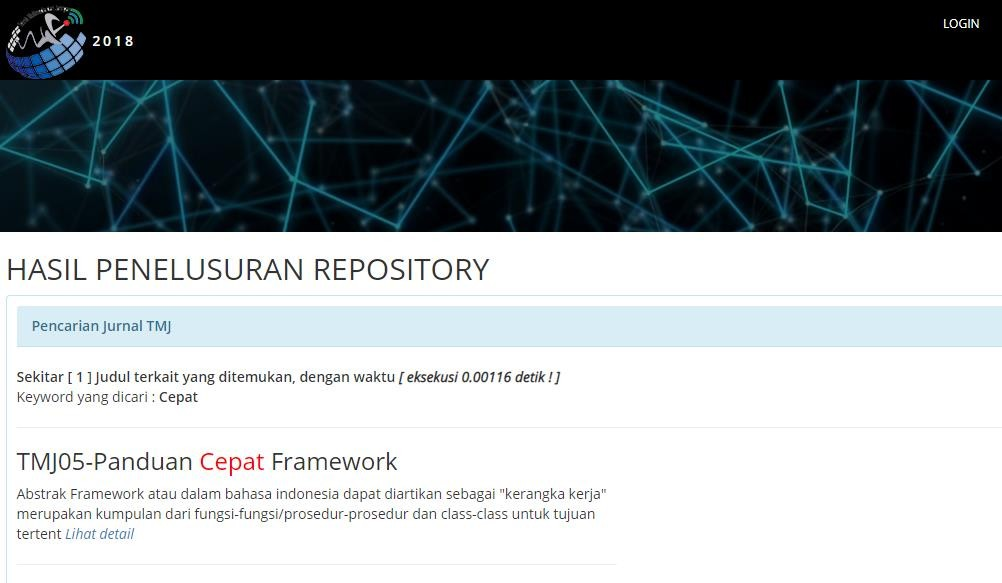 2018
LOGIN
HASIL PENELUSURAN REPOSITORY
Pencarian Jurnal TMJ
Sekitar [ 1 ] Judul terkait yang ditemukan, dengan waktu [ eksekusi 0.00116 detik ! ]
Keyword yang dicari : Cepat
TMJ05-Panduan Cepat Framework
Abstrak Framework atau dalam bahasa indonesia dapat diartikan sebagai "kerangka kerja"
merupakan kumpulan dari fungsi-fungsi/prosedur-prosedur dan class-class untuk tujuan
tertent Lihat detail